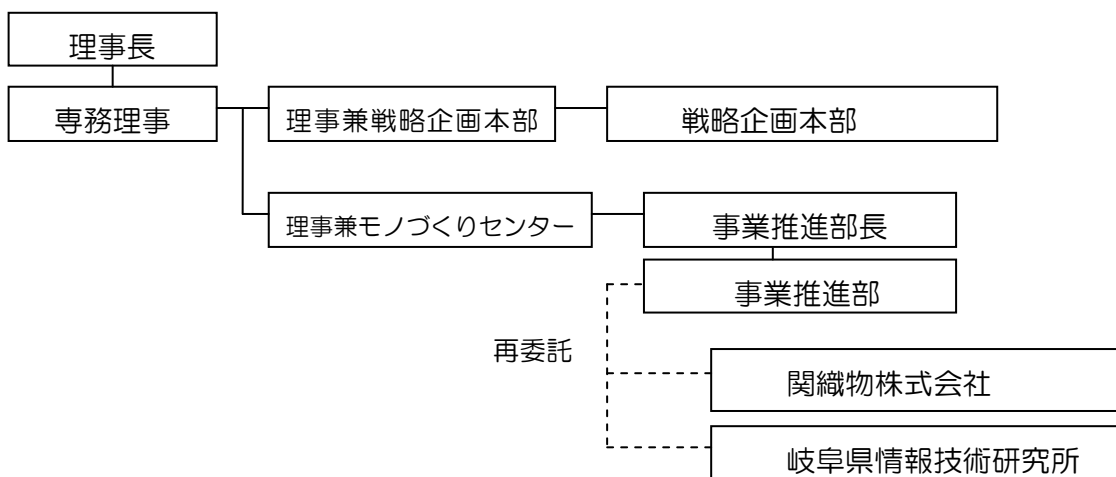 理事長
専務理事
理事兼戦略企画本部
戦略企画本部
理事兼モノづくりセンター
事業推進部長
事業推進部
再委託
関織物株式会社
岐阜県情報技術研究所